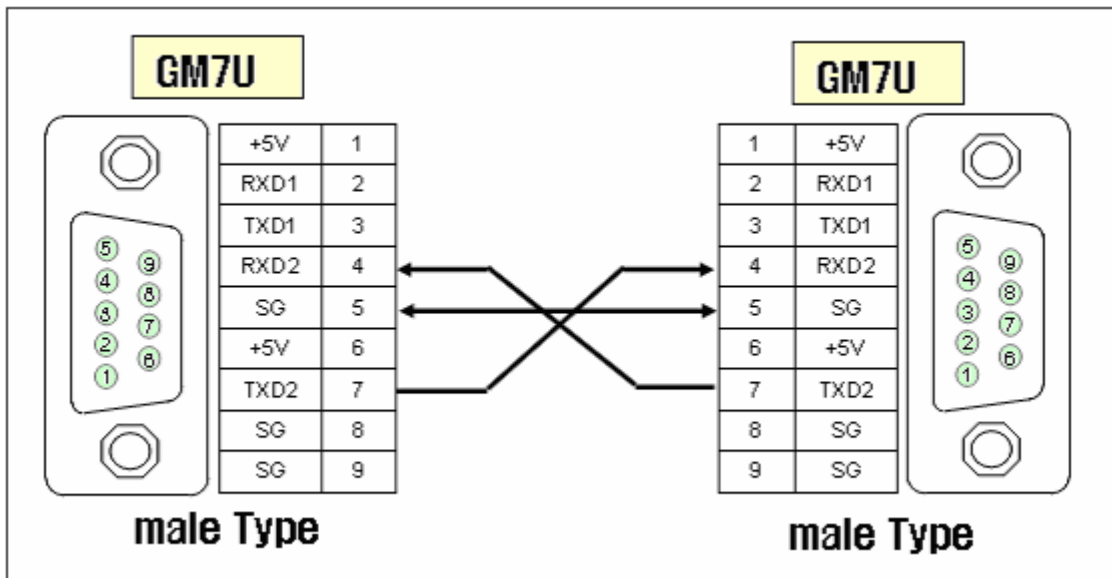 GM7U
GM7U
+5V 1
RXD1 2
TXD1 3
RXD2 4
SG 5
+5V 6
TXD2 7
SG 8
SG 9
1 +5V
2 RXD1
3 TXD1
4 RXD2
5 SG
6 +5V
7 TXD2
8 SG
9 SG
5
9
4
8
3
7
2
6
1
5
9
4
8
3
7
2
6
1
male Type
male Type